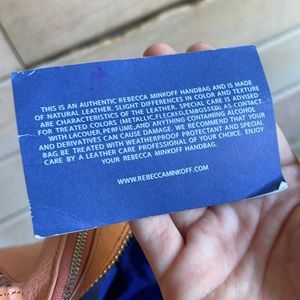 THIS IS AN AUTHENTIC REBECCA MINKOFF HANDBAG AND IS MADE
OF NATURAL LEATHER. SLIGHT DIFFERENCES IN COLOR AND TEXTURE
ARE CHARACTERISTICS OF THE LEATHER. SPECIAL CARE IS ADVISED
FOR TREATED COLORS (METALLIC,FLECKED,EMBOSSED) AS CONTACT
WITH LACQUER,PERFUME,AND ANYTHING CONTAINING ALCOHOL
AND DERIVATIVES CAN CAUSE DAMAGE. WE RECOMMEND THAT YOUR
BAG BE TREATED WITH WEATHERPROOF PROTECTANT AND SPECIAL
CARE BY A LEATHER CARE PROFESSIONAL OF YOUR CHOICE. ENJOY
YOUR REBECCA MINKOFF HANDBAG.
WWW.REBECCAMINKOFF.COM